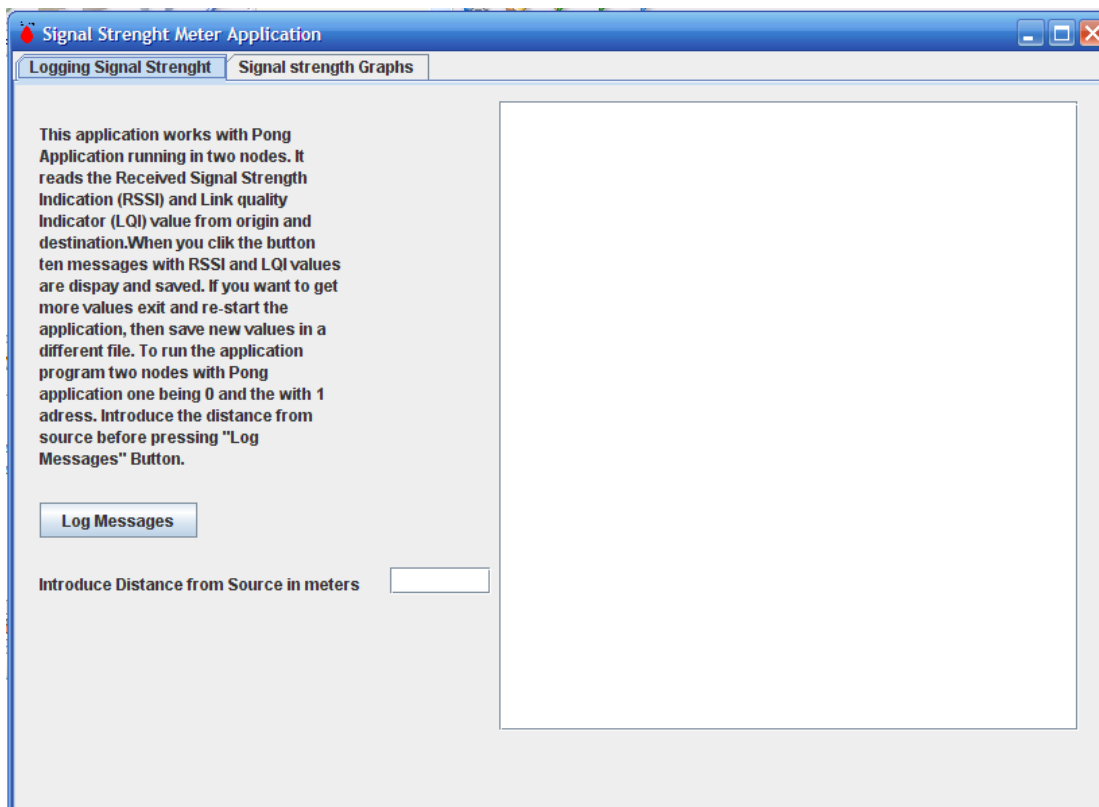 Signal Strenght Meter Application
Logging Signal Strenght
Signal strength Graphs
This application works with Pong
Application running in two nodes. It
reads the Received Signal Strength
Indication (RSSI) and Link quality
Indicator (LQI) value from origin and
destination.When you clik the button
ten messages with RSSI and LQI values
are dispay and saved. If you want to get
more values exit and re-start the
application, then save new values in a
different file. To run the application
program two nodes with Pong
application one being 0 and the with 1
adress. Introduce the distance from
source before pressing "Log
Messages" Button.
Log Messages
Introduce Distance from Source in meters